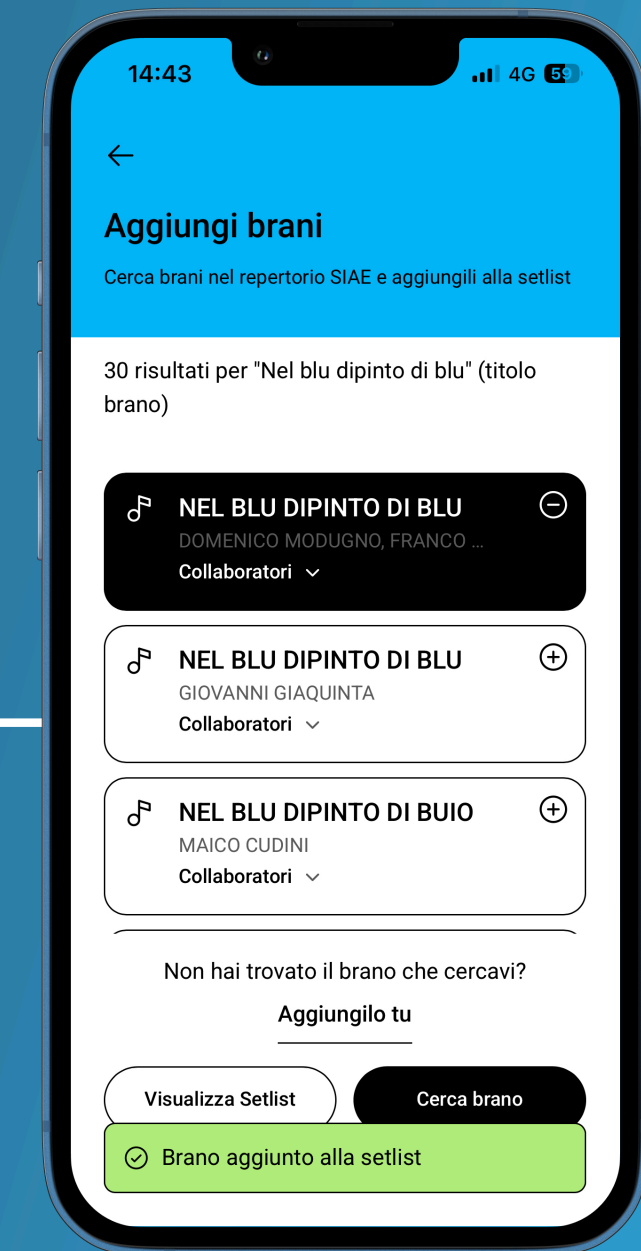 14:43
4G 59
Aggiungi brani
Cerca brani nel repertorio SIAE e aggiungili alla setlist
30 risultati per "Nel blu dipinto di blu" (titolo
brano)
NEL BLU DIPINTO DI BLU
DOMENICO MODUGNO, FRANCO ...
Collaboratori
NEL BLU DIPINTO DI BLU
GIOVANNI GIAQUINTA
Collaboratori
NEL BLU DIPINTO DI BUIO
MAICO CUDINI
Collaboratori
Non hai trovato il brano che cercavi?
Aggiungilo tu
Visualizza Setlist
Cerca brano
Brano aggiunto alla setlist